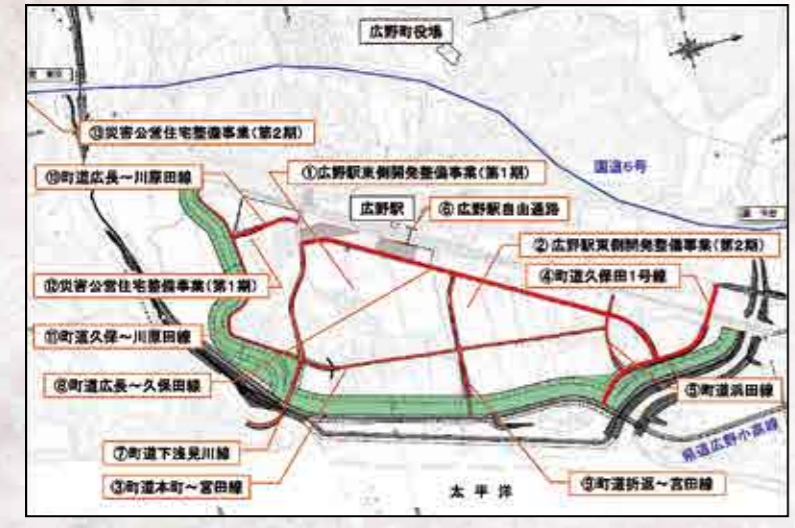 広野町役場
⑬災害公営住宅整備事業(第2期)
国道6号
①広野駅東側開発整備事業(第1期)
⑩町道広長~川原田線
広野駅
⑥広野駅自由通路
②広野駅東側開発整備事業(第2期)
④町道久保田1号線
⑫災害公営住宅整備事業(第1期)
⑪町道久保~川原田線
⑧町道広長~久保田線
⑤町道浜田線
県道広野小高線
⑦町道下浅見川線
③町道本町~宮田線
太平洋
⑨町道折返~宮田線